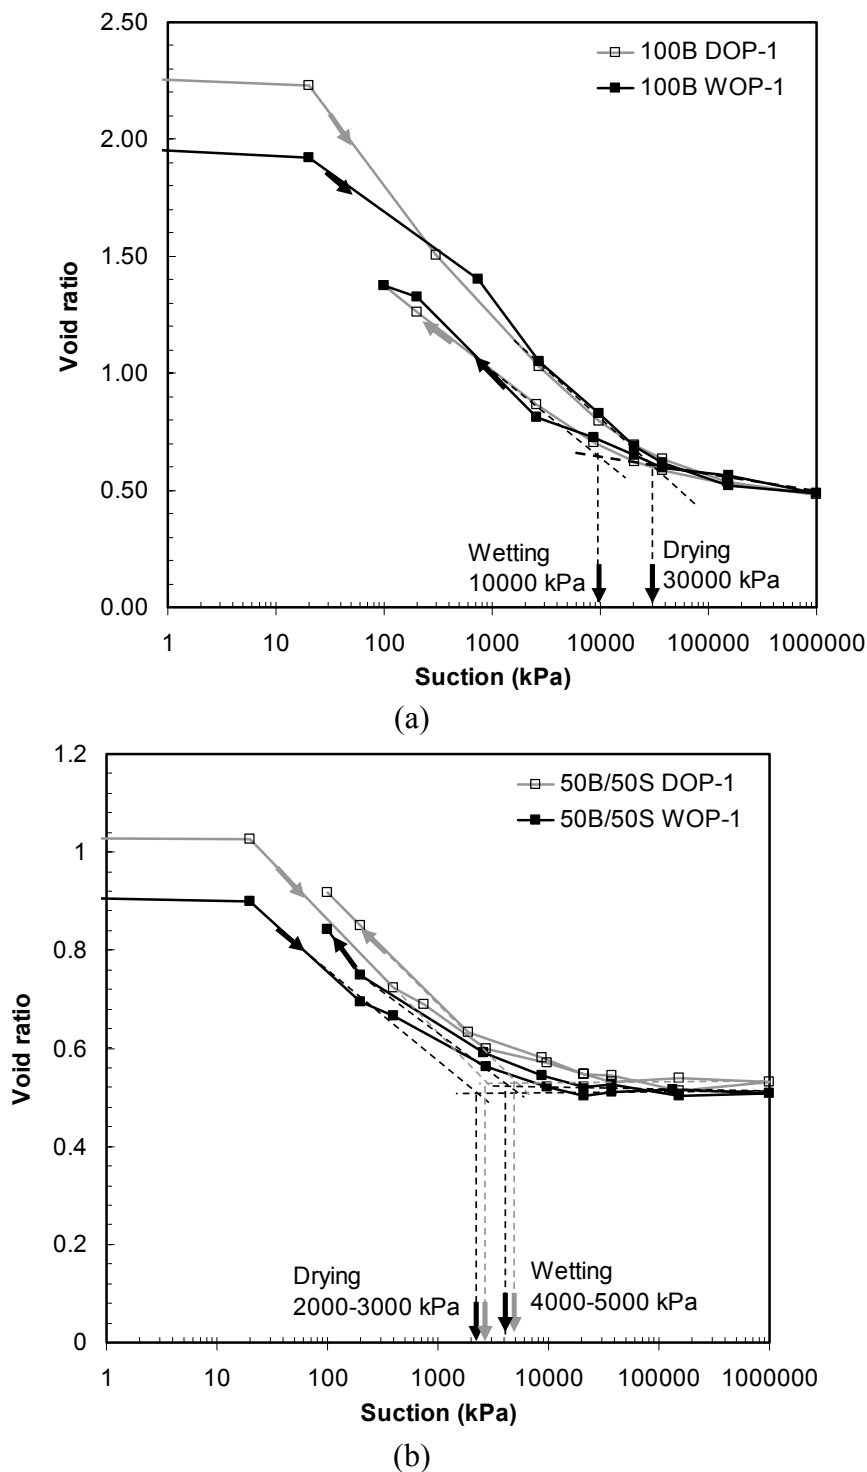 2.50
100B DOP-1
100B WOP-1
2.00
1.50
Void ratio
1.00
0.50
Wetting
10000 kPa
Drying
30000 kPa
0.00
1 10 100 1000 10000 100000 1000000
Suction (kPa)
(a)
1.2
50B/50S DOP-1
50B/50S WOP-1
1
0.8
Void ratio
0.6
0.4
0.2
Drying
2000-3000 kPa
Wetting
4000-5000 kPa
0
1 10 100 1000 10000 100000 1000000
Suction (kPa)
(b)